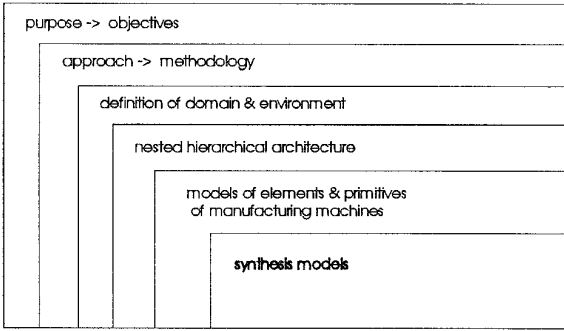 purpose -> objectives
approach -> methodology
definition of domain & environment
nested hierarchical architecture
models of elements & primitives
of manufacturing machines
synthesis models